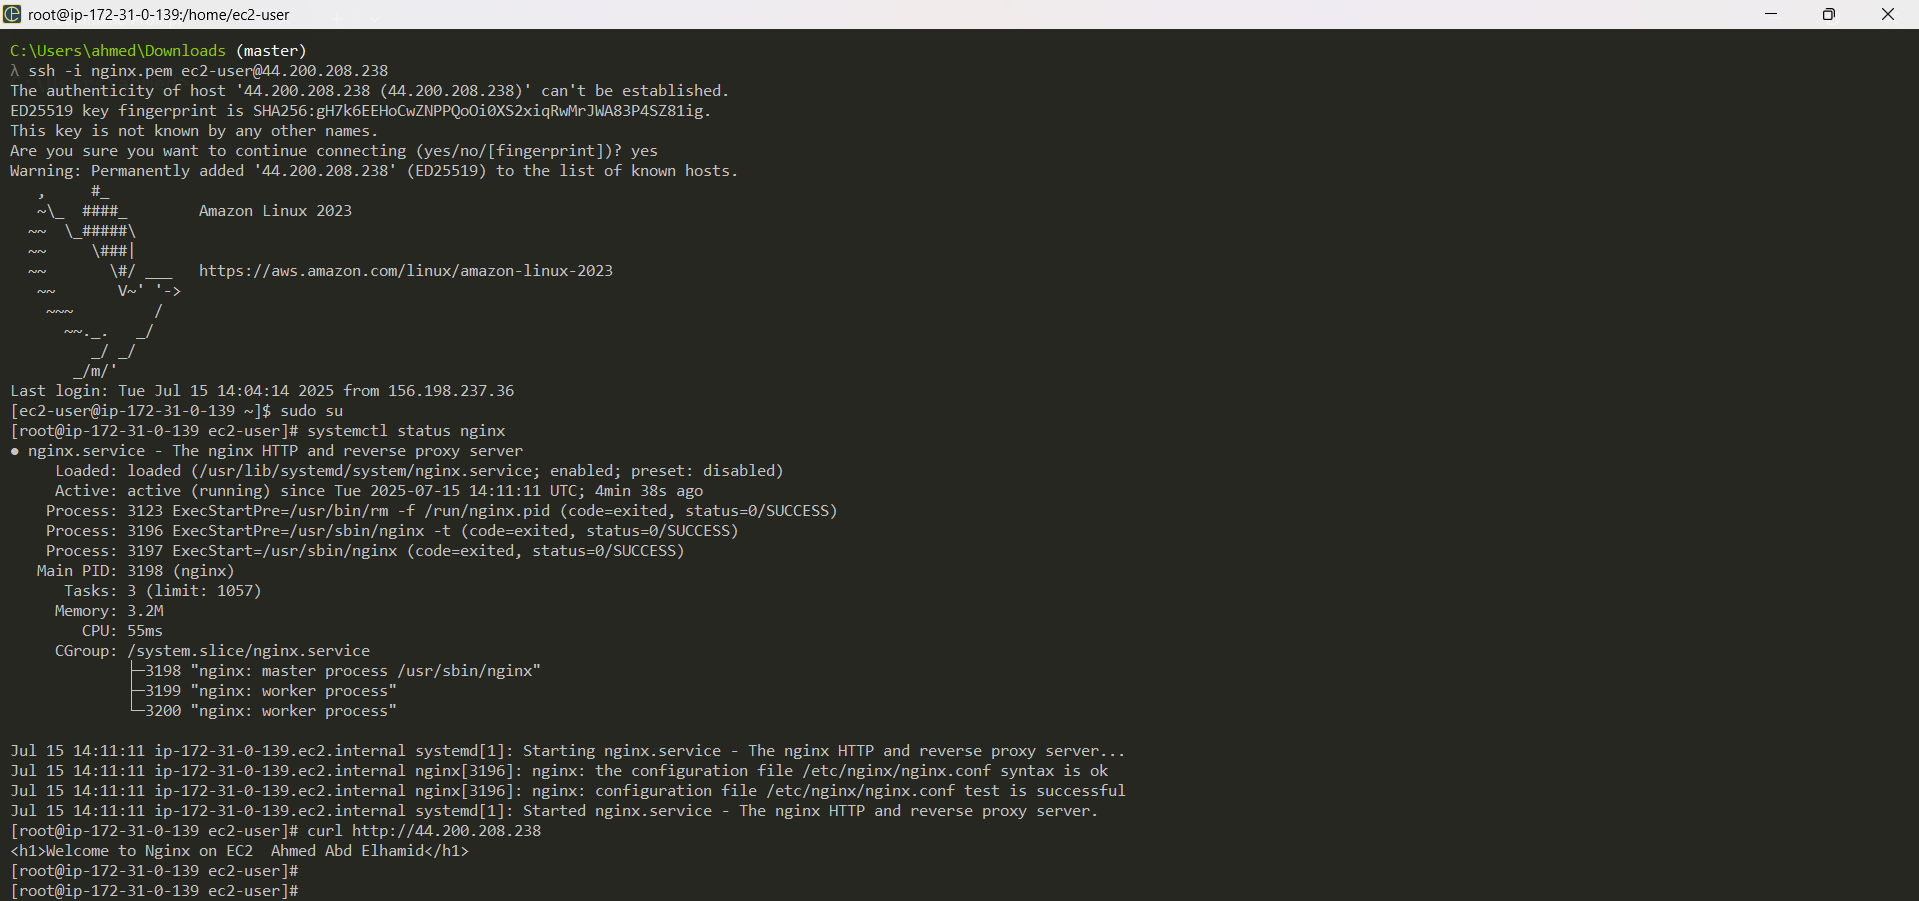 root@ip-172-31-0-139:/home/ec2-user
C:\Users\ahmed\Downloads (master)
λ ssh -i nginx.pem ec2-user@44.200.208.238
The authenticity of host '44.200.208.238 (44.200.208.238)' can't be established.
ED25519 key fingerprint is SHA256:gH7k6EEHoCwZNPPQoOi0XS2xiqRwMrJWA83P4SZ81ig.
This key is not known by any other names.
Are you sure you want to continue connecting (yes/no/[fingerprint])? yes
Warning: Permanently added '44.200.208.238' (ED25519) to the list of known hosts.
   ,     #_
   ~\_  ####_        Amazon Linux 2023
  ~~  \_#####\
  ~~     \###|
  ~~       \#/ ___   https://aws.amazon.com/linux/amazon-linux-2023
   ~~       V~' '->
    ~~~         /
      ~~._.   _/
         _/ _/
       _/m/'
Last login: Tue Jul 15 14:04:14 2025 from 156.198.237.36
[ec2-user@ip-172-31-0-139 ~]$ sudo su
[root@ip-172-31-0-139 ec2-user]# systemctl status nginx
● nginx.service - The nginx HTTP and reverse proxy server
     Loaded: loaded (/usr/lib/systemd/system/nginx.service; enabled; preset: disabled)
     Active: active (running) since Tue 2025-07-15 14:11:11 UTC; 4min 38s ago
    Process: 3123 ExecStartPre=/usr/bin/rm -f /run/nginx.pid (code=exited, status=0/SUCCESS)
    Process: 3196 ExecStartPre=/usr/sbin/nginx -t (code=exited, status=0/SUCCESS)
    Process: 3197 ExecStart=/usr/sbin/nginx (code=exited, status=0/SUCCESS)
   Main PID: 3198 (nginx)
      Tasks: 3 (limit: 1057)
     Memory: 3.2M
        CPU: 55ms
     CGroup: /system.slice/nginx.service
             ├─3198 "nginx: master process /usr/sbin/nginx"
             ├─3199 "nginx: worker process"
             └─3200 "nginx: worker process"
Jul 15 14:11:11 ip-172-31-0-139.ec2.internal systemd[1]: Starting nginx.service - The nginx HTTP and reverse proxy server...
Jul 15 14:11:11 ip-172-31-0-139.ec2.internal nginx[3196]: nginx: the configuration file /etc/nginx/nginx.conf syntax is ok
Jul 15 14:11:11 ip-172-31-0-139.ec2.internal nginx[3196]: nginx: configuration file /etc/nginx/nginx.conf test is successful
Jul 15 14:11:11 ip-172-31-0-139.ec2.internal systemd[1]: Started nginx.service - The nginx HTTP and reverse proxy server.
[root@ip-172-31-0-139 ec2-user]# curl http://44.200.208.238
<h1>Welcome to Nginx on EC2  Ahmed Abd Elhamid</h1>
[root@ip-172-31-0-139 ec2-user]#
[root@ip-172-31-0-139 ec2-user]#